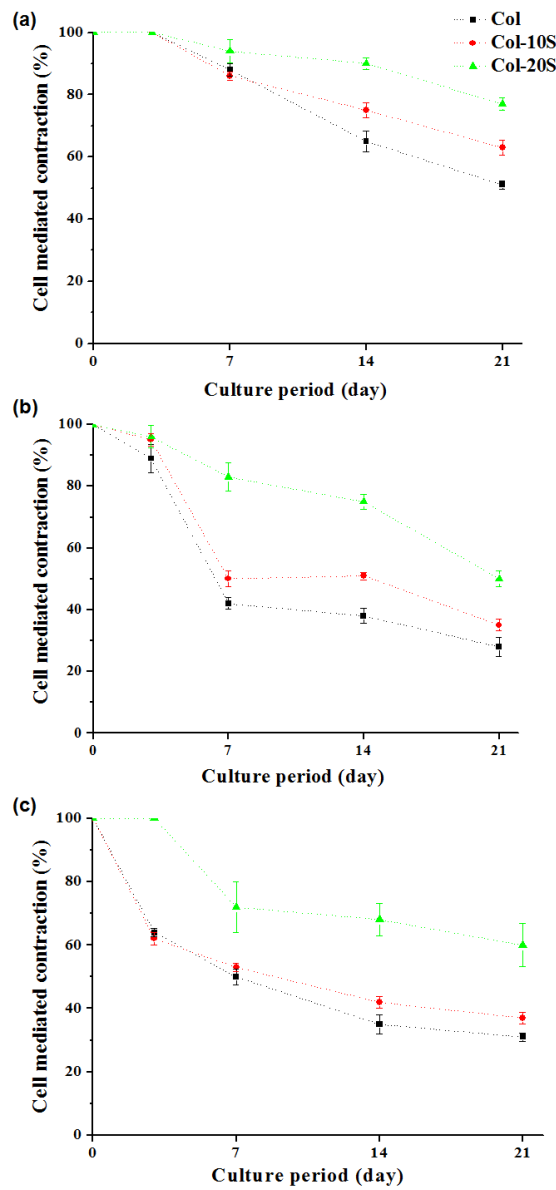 (a)
Col
Col-10S
Col-20S
Cell mediated contraction (%)
100
80
60
40
20
0
0 7 14 21
Culture period (day)
(b)
Cell mediated contraction (%)
100
80
60
40
20
0
0 7 14 21
Culture period (day)
(c)
Cell mediated contraction (%)
100
80
60
40
20
0
0 7 14 21
Culture period (day)